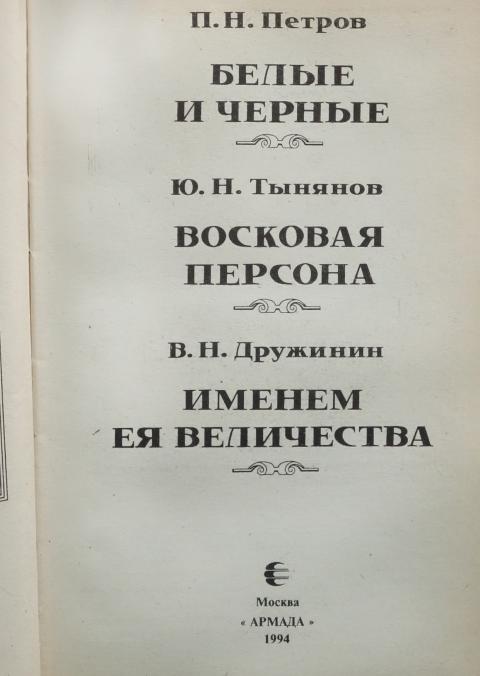 П. Н. Петров
БЕЛЫЕ
И ЧЕРНЫЕ
Ю. Н. Тынянов
ВОСКОВАЯ
ПЕРСОНА
В. Н. Дружинин
ИМЕНЕМ
ЕЯ ВЕЛИЧЕСТВА
Москва
« АРМАДА »
1994